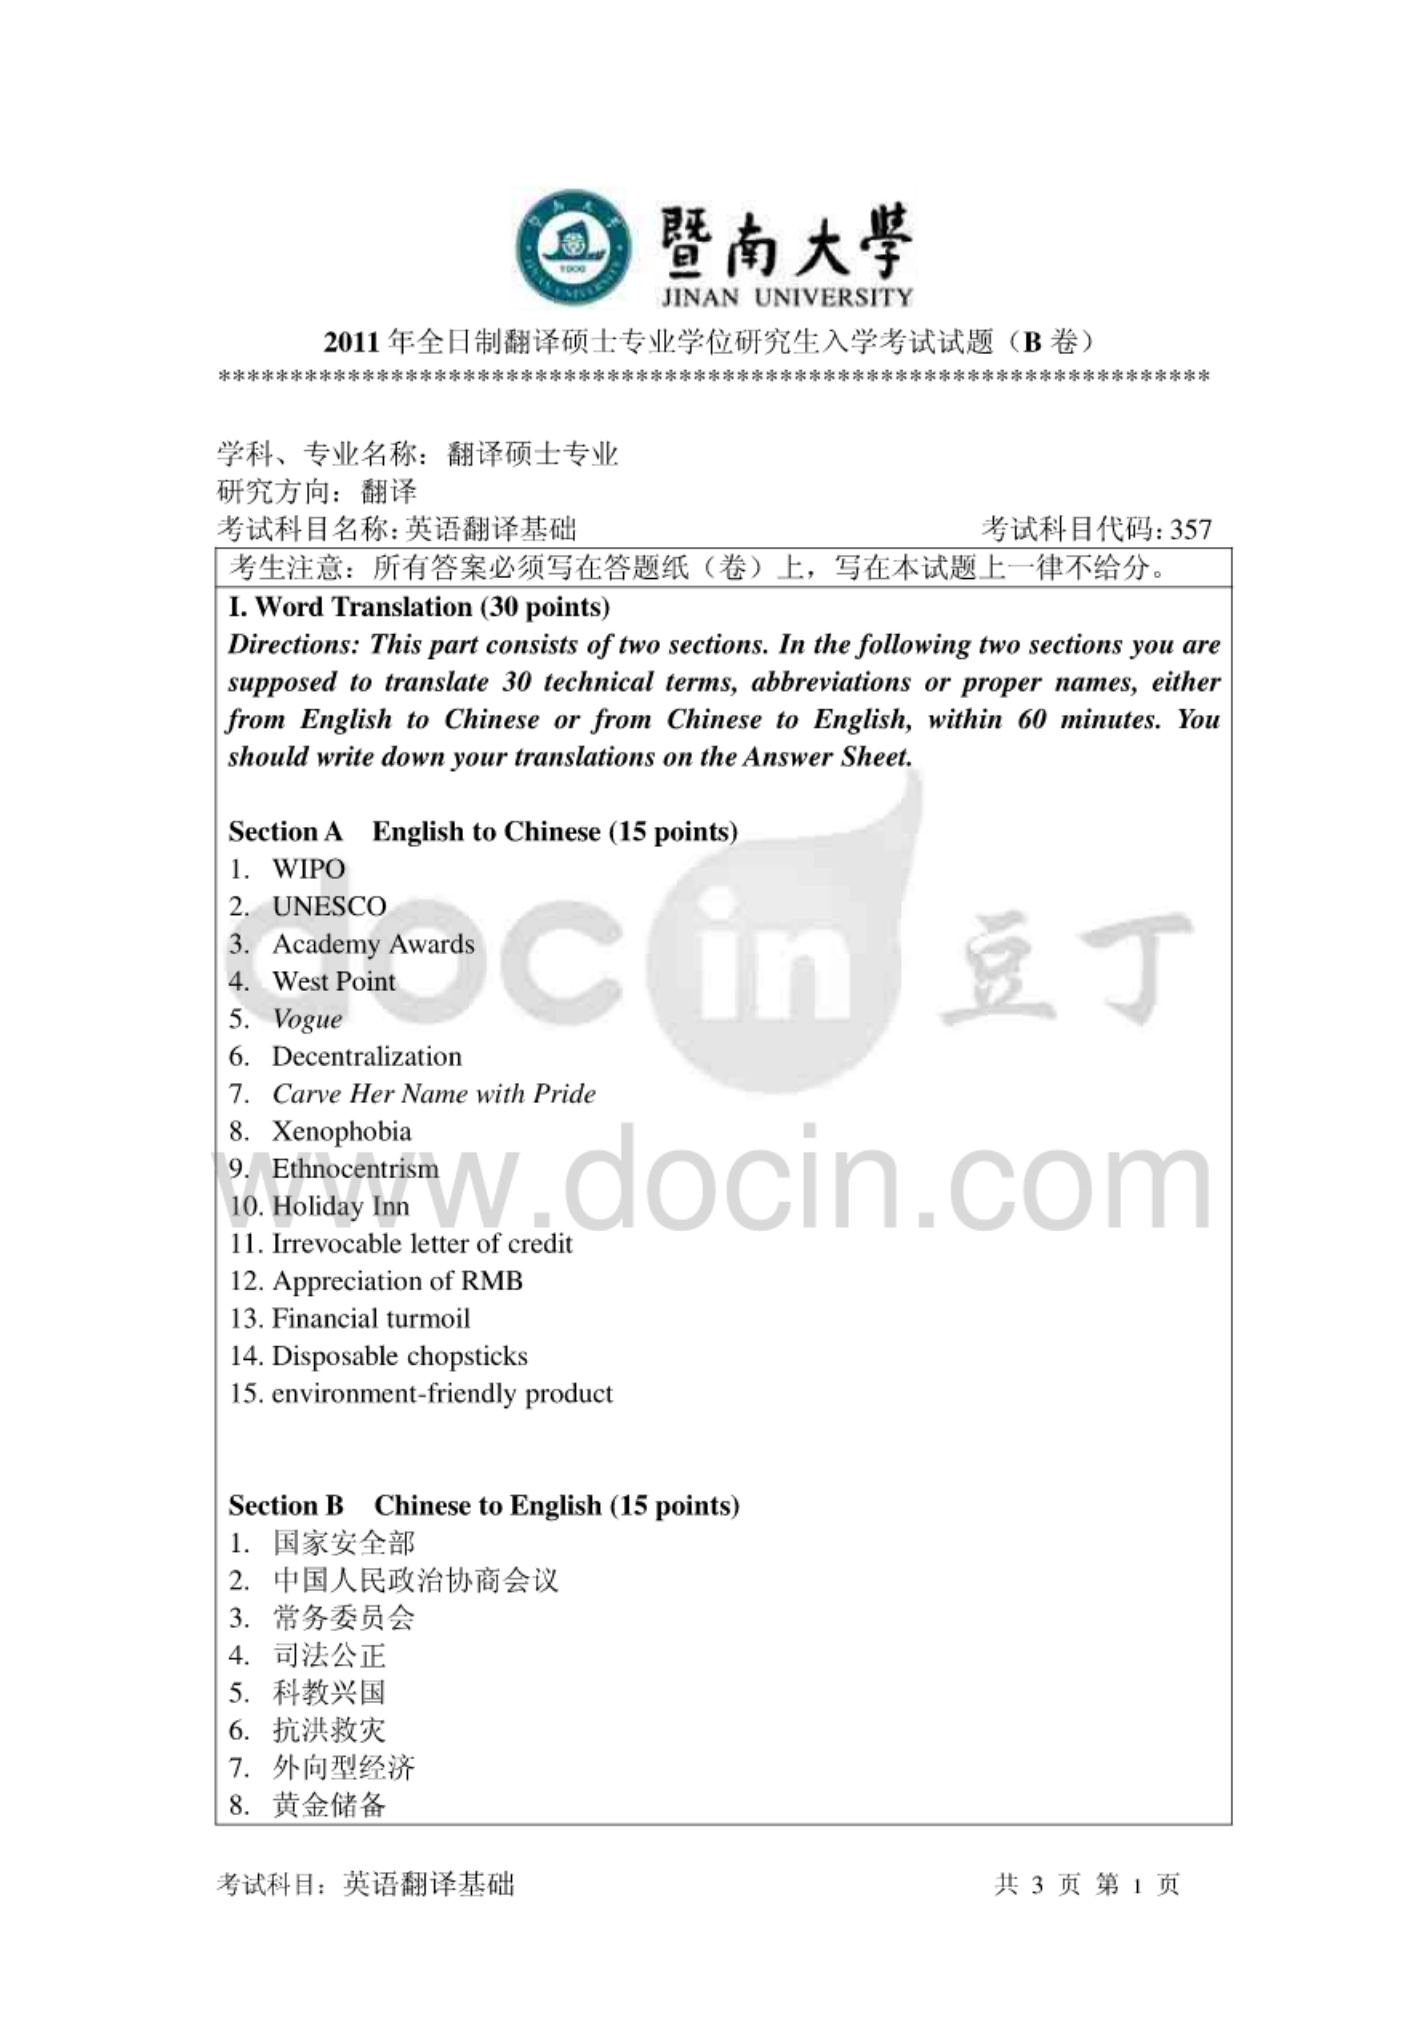 暨南大学
JINAN UNIVERSITY
2011 年全日制翻译硕士专业学位研究生入学考试试题（B 卷）
*********************************************************************
学科、专业名称：翻译硕士专业
研究方向：翻译
考试科目名称: 英语翻译基础 考试科目代码: 357
考生注意：所有答案必须写在答题纸（卷）上，写在本试题上一律不给分。
I. Word Translation (30 points)
Directions: This part consists of two sections. In the following two sections you are
supposed to translate 30 technical terms, abbreviations or proper names, either
from English to Chinese or from Chinese to English, within 60 minutes. You
should write down your translations on the Answer Sheet.
Section A English to Chinese (15 points)
1. WIPO
2. UNESCO
3. Academy Awards
4. West Point
5. Vogue
6. Decentralization
7. Carve Her Name with Pride
8. Xenophobia
9. Ethnocentrism
10. Holiday Inn
11. Irrevocable letter of credit
12. Appreciation of RMB
13. Financial turmoil
14. Disposable chopsticks
15. environment-friendly product
docin 豆丁
www.docin.com
Section B Chinese to English (15 points)
1. 国家安全部
2. 中国人民政治协商会议
3. 常务委员会
4. 司法公正
5. 科教兴国
6. 抗洪救灾
7. 外向型经济
8. 黄金储备
考试科目：英语翻译基础 共 3 页 第 1 页